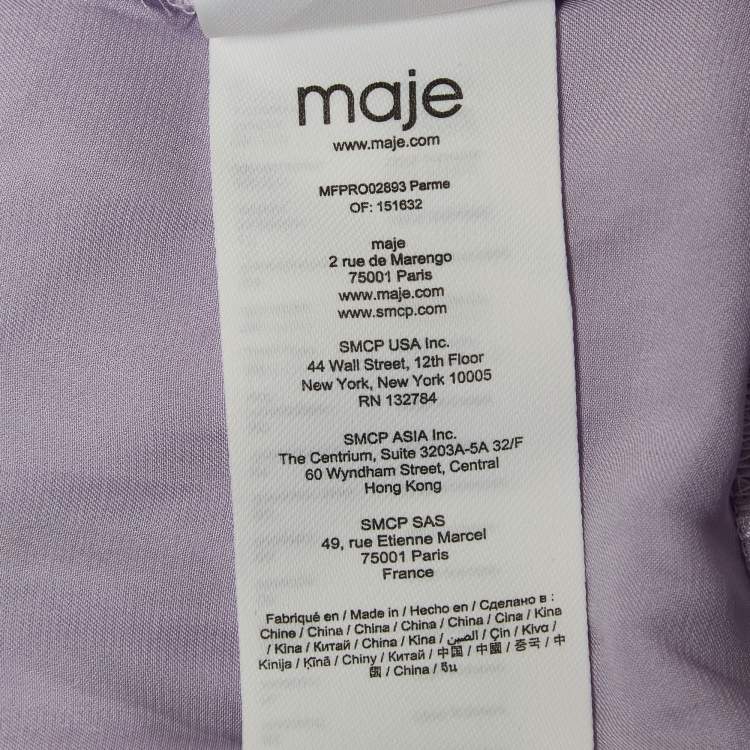 maje
www.maje.com
MFPRO02893 Parme
OF: 151632
maje
2 rue de Marengo
75001 Paris
www.maje.com
www.smcp.com
SMCP USA Inc.
44 Wall Street, 12th Floor
New York, New York 10005
RN 132784
SMCP ASIA Inc.
The Centrium, Suite 3203A-5A 32/F
60 Wyndham Street, Central
Hong Kong
SMCP SAS
49, rue Etienne Marcel
75001 Paris
France
Fabriqué en / Made in / Hecho en / Сделано в :
Chine / China / China / China / China / Cina / Kina
/ Kina / Китай / China / Kina / الصين / Çin / Kīva /
Kinija / Ķīnā / Chiny / Китай / 中国 / 中國 / 중국 / 中
国 / China / จีน